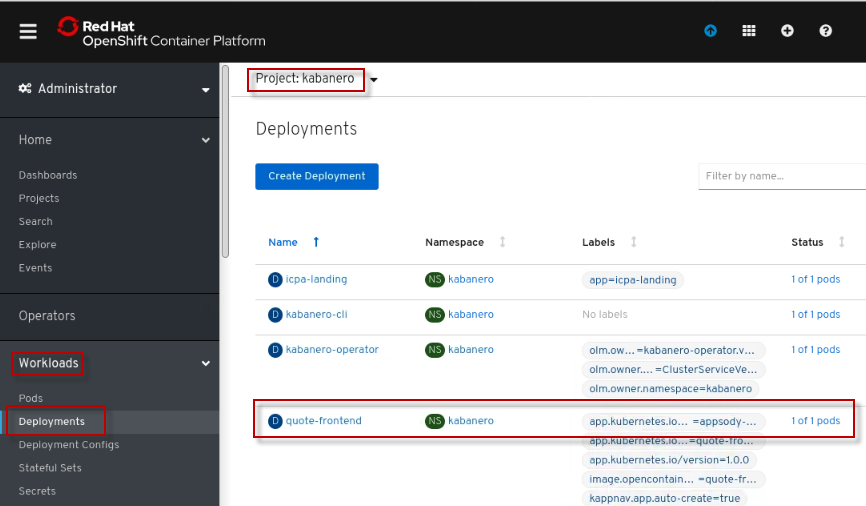 Red Hat
OpenShift Container Platform
Administrator
Project: kabanero
Home
Dashboards
Projects
Search
Explore
Events
Operators
Workloads
Pods
Deployments
Deployment Configs
Stateful Sets
Secrets
Deployments
Create Deployment
Filter by name...
Name Namespace Labels Status
D icpa-landing NS kabanero app=icpa-landing 1 of 1 pods
D kabanero-cli NS kabanero No labels 1 of 1 pods
D kabanero-operator NS kabanero olm.ow... =kabanero-operator.v... 1 of 1 pods
olm.owner.... =ClusterServiceVe...
olm.owner.namespace=kabanero
D quote-frontend NS kabanero app.kubernetes.io... =appsody-... 1 of 1 pods
app.kubernetes.io... =quote-fro...
app.kubernetes.io/version=1.0.0
image.opencontain... =quote-fr...
kappnav.app.auto-create=true